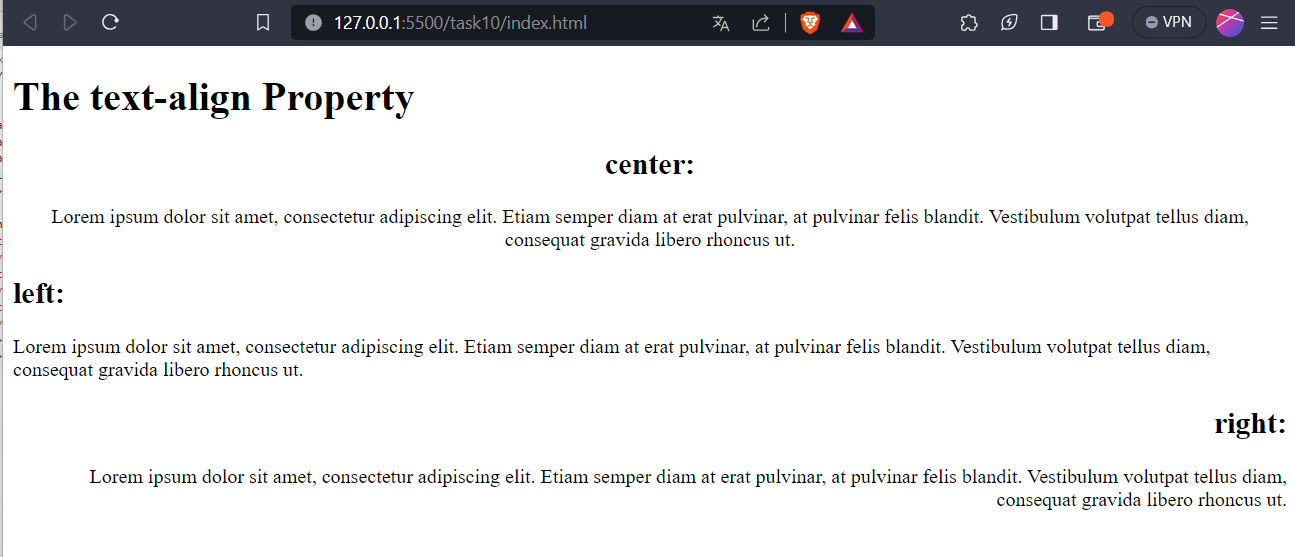 127.0.0.1:5500/task10/index.html
VPN
The text-align Property
center:
Lorem ipsum dolor sit amet, consectetur adipiscing elit. Etiam semper diam at erat pulvinar, at pulvinar felis blandit. Vestibulum volutpat tellus diam,
consequat gravida libero rhoncus ut.
left:
Lorem ipsum dolor sit amet, consectetur adipiscing elit. Etiam semper diam at erat pulvinar, at pulvinar felis blandit. Vestibulum volutpat tellus diam,
consequat gravida libero rhoncus ut.
right:
Lorem ipsum dolor sit amet, consectetur adipiscing elit. Etiam semper diam at erat pulvinar, at pulvinar felis blandit. Vestibulum volutpat tellus diam,
consequat gravida libero rhoncus ut.